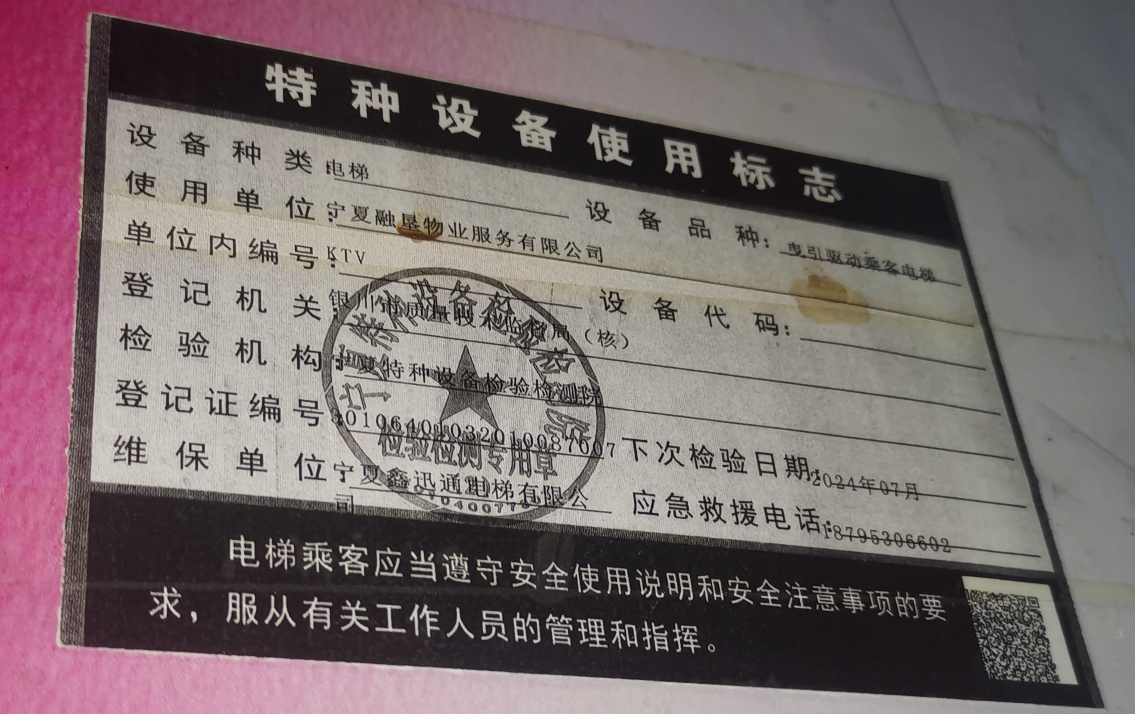 特种设备使用标志
设备种类：电梯 设备品种：曳引驱动乘客电梯
使用单位：宁夏融垦物业服务有限公司
单位内编号：KTV 设备代码：
登记机关：银川市质量技术监督局（核）
检验机构：宁夏特种设备检验检测院
登记证编号： 下次检验日期：2024年07月
维保单位：宁夏鑫迅通电梯有限公司 应急救援电话：18795306602
检验检测专用章
电梯乘客应当遵守安全使用说明和安全注意事项的要
求，服从有关工作人员的管理和指挥。